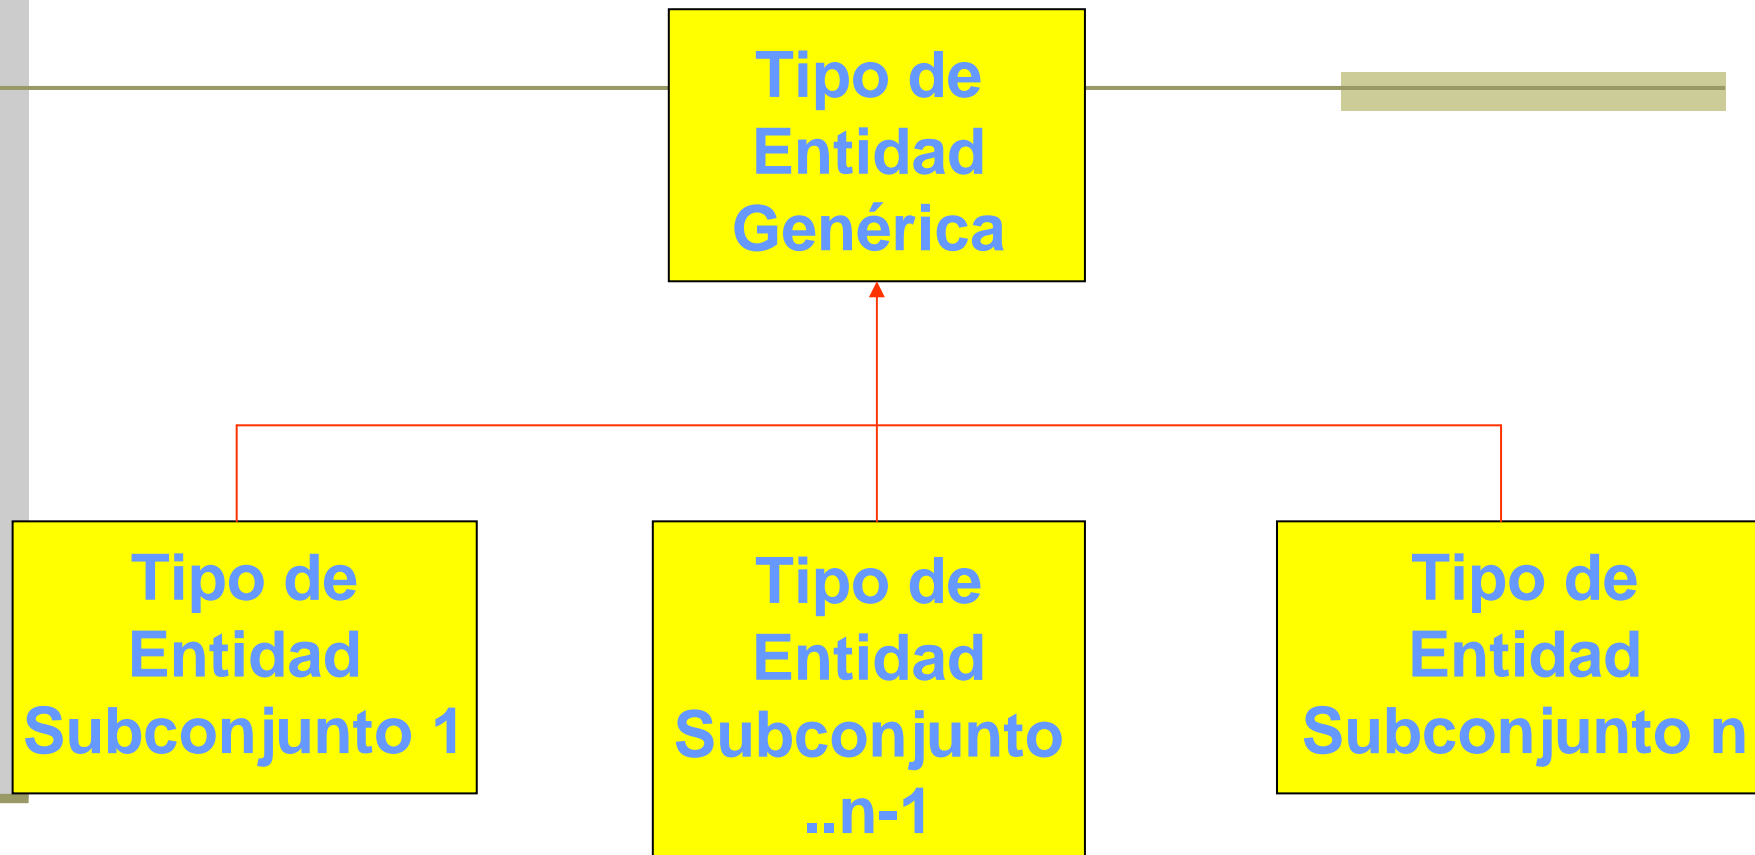 Tipo de
Entidad
Genérica
Tipo de
Entidad
Subconjunto 1
Tipo de
Entidad
Subconjunto
..n-1
Tipo de
Entidad
Subconjunto n